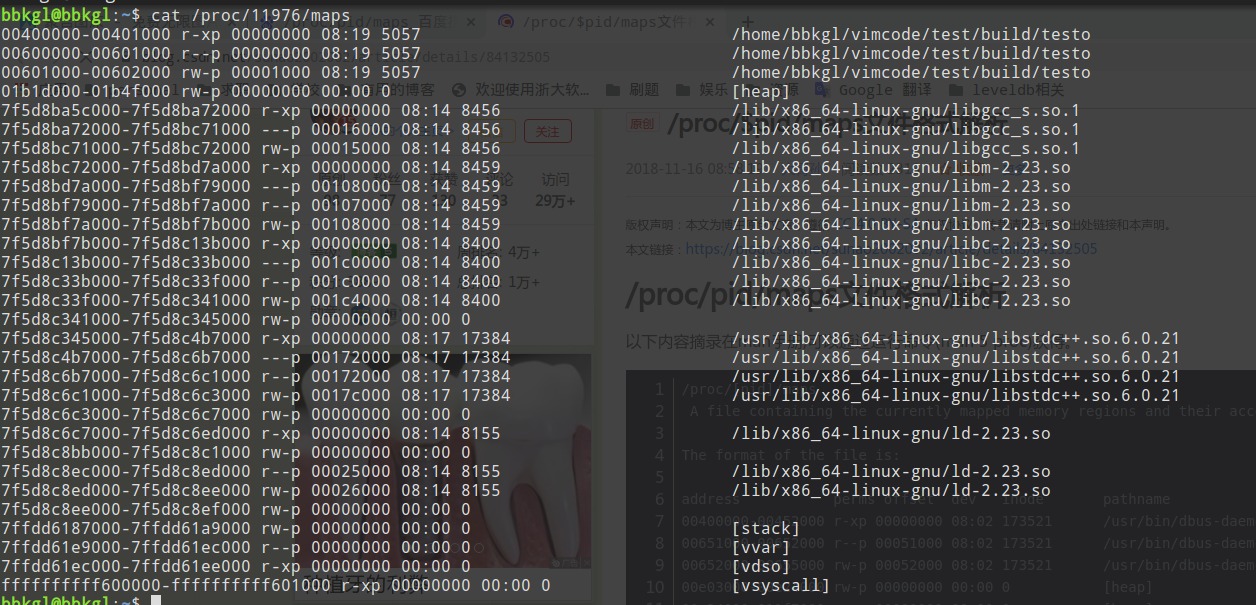 bbkgl@bbkgl:~$ cat /proc/11976/maps
00400000-00401000 r-xp 00000000 08:19 5057 /home/bbkgl/vimcode/test/build/testo
00600000-00601000 r--p 00000000 08:19 5057 /home/bbkgl/vimcode/test/build/testo
00601000-00602000 rw-p 00001000 08:19 5057 /home/bbkgl/vimcode/test/build/testo
01b1d000-01b4f000 rw-p 00000000 00:00 0 [heap]
7f5d8ba5c000-7f5d8ba72000 r-xp 00000000 08:14 8456 /lib/x86_64-linux-gnu/libgcc_s.so.1
7f5d8ba72000-7f5d8bc71000 ---p 00016000 08:14 8456 /lib/x86_64-linux-gnu/libgcc_s.so.1
7f5d8bc71000-7f5d8bc72000 rw-p 00015000 08:14 8456 /lib/x86_64-linux-gnu/libgcc_s.so.1
7f5d8bc72000-7f5d8bd7a000 r-xp 00000000 08:14 8459 /lib/x86_64-linux-gnu/libm-2.23.so
7f5d8bd7a000-7f5d8bf79000 ---p 00108000 08:14 8459 /lib/x86_64-linux-gnu/libm-2.23.so
7f5d8bf79000-7f5d8bf7a000 r--p 00107000 08:14 8459 /lib/x86_64-linux-gnu/libm-2.23.so
7f5d8bf7a000-7f5d8bf7b000 rw-p 00108000 08:14 8459 /lib/x86_64-linux-gnu/libm-2.23.so
7f5d8bf7b000-7f5d8c13b000 r-xp 00000000 08:14 8400 /lib/x86_64-linux-gnu/libc-2.23.so
7f5d8c13b000-7f5d8c33b000 ---p 001c0000 08:14 8400 /lib/x86_64-linux-gnu/libc-2.23.so
7f5d8c33b000-7f5d8c33f000 r--p 001c0000 08:14 8400 /lib/x86_64-linux-gnu/libc-2.23.so
7f5d8c33f000-7f5d8c341000 rw-p 001c4000 08:14 8400 /lib/x86_64-linux-gnu/libc-2.23.so
7f5d8c341000-7f5d8c345000 rw-p 00000000 00:00 0
7f5d8c345000-7f5d8c4b7000 r-xp 00000000 08:17 17384 /usr/lib/x86_64-linux-gnu/libstdc++.so.6.0.21
7f5d8c4b7000-7f5d8c6b7000 ---p 00172000 08:17 17384 /usr/lib/x86_64-linux-gnu/libstdc++.so.6.0.21
7f5d8c6b7000-7f5d8c6c1000 r--p 00172000 08:17 17384 /usr/lib/x86_64-linux-gnu/libstdc++.so.6.0.21
7f5d8c6c1000-7f5d8c6c3000 rw-p 0017c000 08:17 17384 /usr/lib/x86_64-linux-gnu/libstdc++.so.6.0.21
7f5d8c6c3000-7f5d8c6c7000 rw-p 00000000 00:00 0
7f5d8c6c7000-7f5d8c6ed000 r-xp 00000000 08:14 8155 /lib/x86_64-linux-gnu/ld-2.23.so
7f5d8c8bb000-7f5d8c8c1000 rw-p 00000000 00:00 0
7f5d8c8ec000-7f5d8c8ed000 r--p 00025000 08:14 8155 /lib/x86_64-linux-gnu/ld-2.23.so
7f5d8c8ed000-7f5d8c8ee000 rw-p 00026000 08:14 8155 /lib/x86_64-linux-gnu/ld-2.23.so
7f5d8c8ee000-7f5d8c8ef000 rw-p 00000000 00:00 0
7ffdd6187000-7ffdd61a9000 rw-p 00000000 00:00 0 [stack]
7ffdd61e9000-7ffdd61ec000 r--p 00000000 00:00 0 [vvar]
7ffdd61ec000-7ffdd61ee000 r-xp 00000000 00:00 0 [vdso]
ffffffffff600000-ffffffffff601000 r-xp 00000000 00:00 0 [vsyscall]
bbkgl@bbkgl:~$